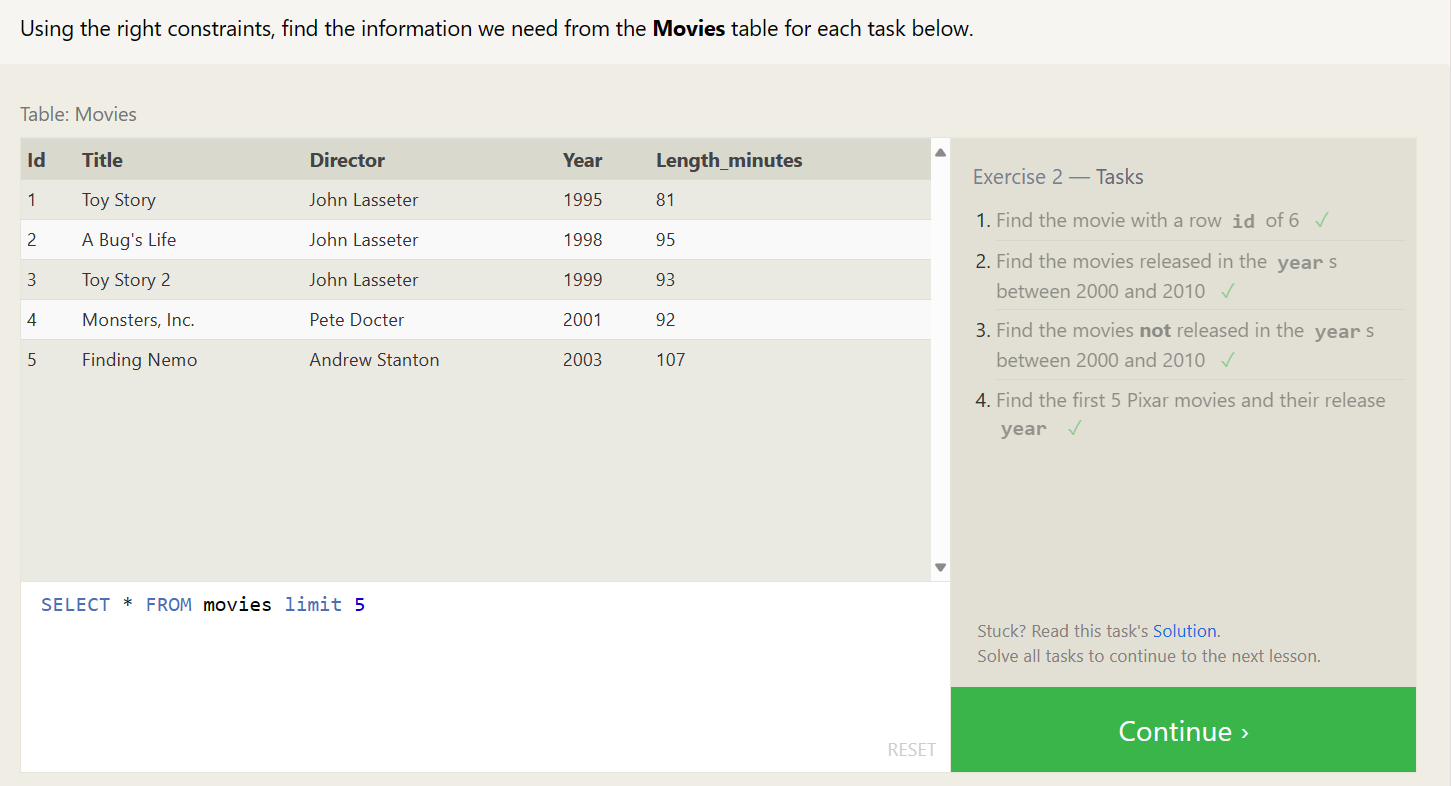 Using the right constraints, find the information we need from the Movies table for each task below.
Table: Movies
Id Title Director Year Length_minutes
1 Toy Story John Lasseter 1995 81
2 A Bug's Life John Lasseter 1998 95
3 Toy Story 2 John Lasseter 1999 93
4 Monsters, Inc. Pete Docter 2001 92
5 Finding Nemo Andrew Stanton 2003 107
SELECT * FROM movies limit 5
RESET
Exercise 2 — Tasks
1. Find the movie with a row id of 6 ✓
2. Find the movies released in the year s
between 2000 and 2010 ✓
3. Find the movies not released in the year s
between 2000 and 2010 ✓
4. Find the first 5 Pixar movies and their release
year ✓
Stuck? Read this task's Solution.
Solve all tasks to continue to the next lesson.
Continue ›